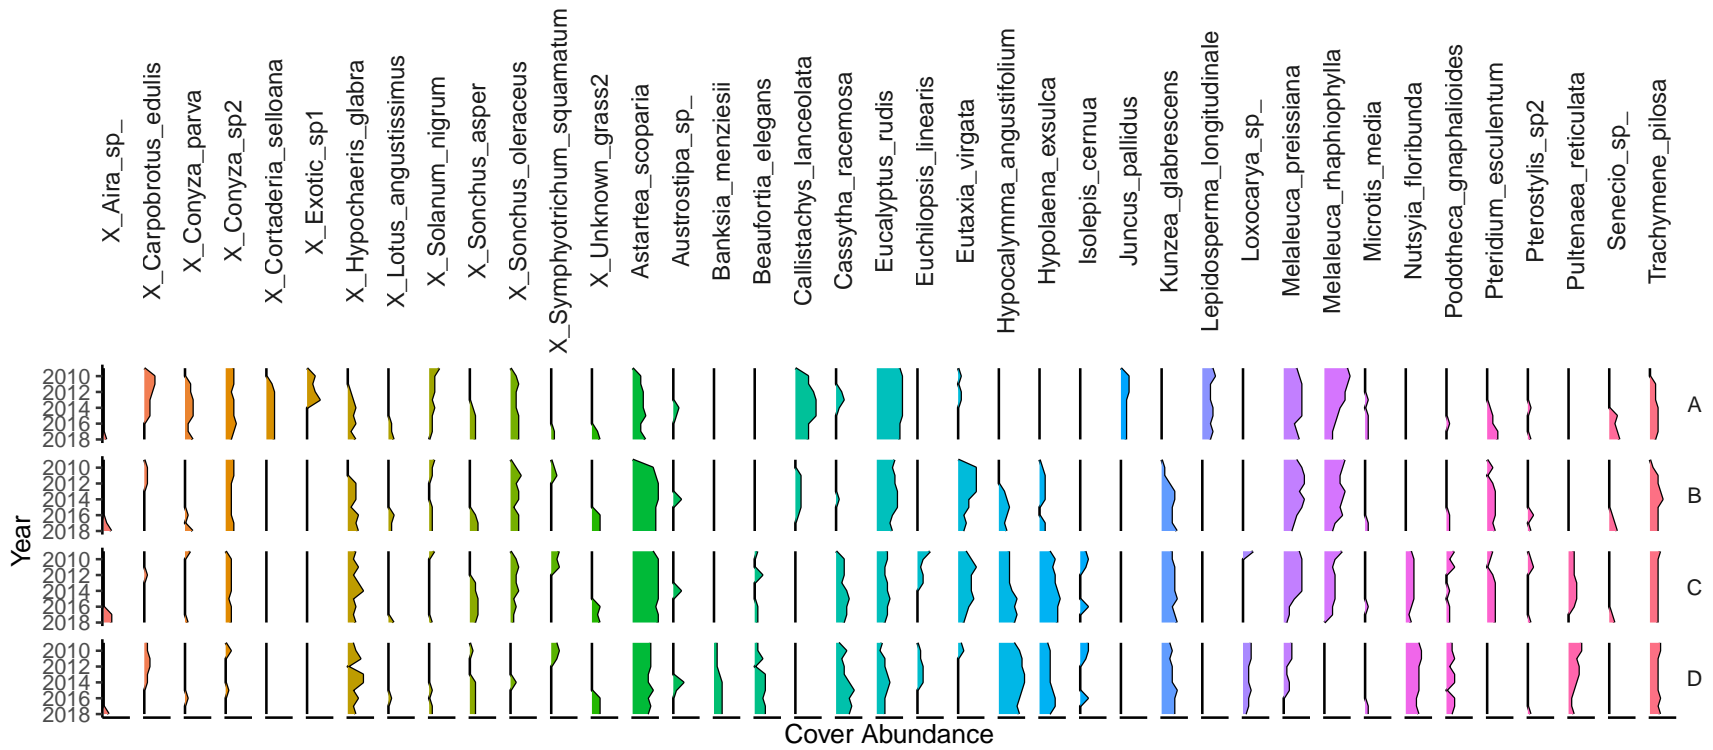 X_Aira_sp_
X_Carpobrotus_edulis
X_Conyza_parva
X_Conyza_sp2
X_Cortaderia_selloana
X_Exotic_sp1
X_Hypochaeris_glabra
X_Lotus_angustissimus
X_Solanum_nigrum
X_Sonchus_asper
X_Sonchus_oleraceus
X_Symphyotrichum_squamatum
X_Unknown_grass2
Astartea_scoparia
Austrostipa_sp_
Banksia_menziesii
Beaufortia_elegans
Callistachys_lanceolata
Cassytha_racemosa
Eucalyptus_rudis
Euchilopsis_linearis
Eutaxia_virgata
Hypocalymma_angustifolium
Hypolaena_exsulca
Isolepis_cernua
Juncus_pallidus
Kunzea_glabrescens
Lepidosperma_longitudinale
Loxocarya_sp_
Melaleuca_preissiana
Melaleuca_rhaphiophylla
Microtis_media
Nutsyia_floribunda
Podotheca_gnaphalioides
Pteridium_esculentum
Pterostylis_sp2
Pultenaea_reticulata
Senecio_sp_
Trachymene_pilosa
2010
2012
2014
2016
2018
A
2010
2012
2014
2016
2018
B
2010
2012
2014
2016
2018
C
2010
2012
2014
2016
2018
D
Year
Cover Abundance